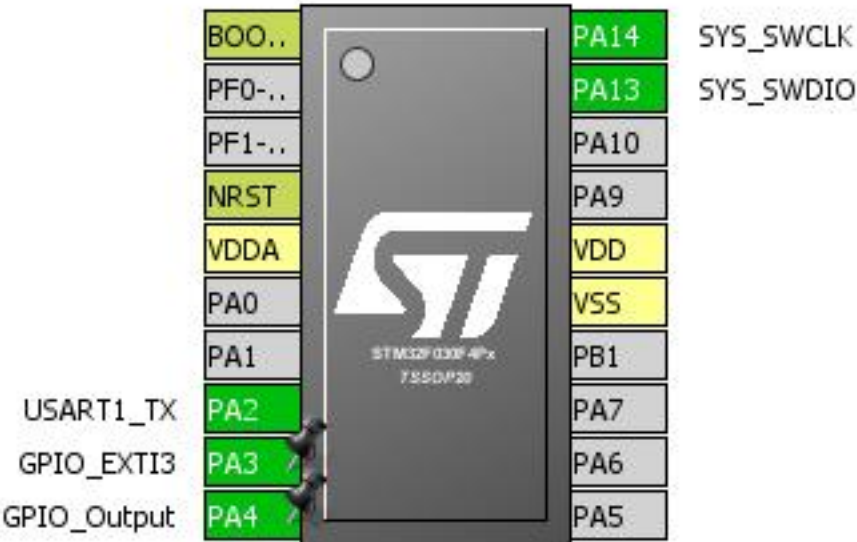 BOO.. PA14 SYS_SWCLK
PF0-.. PA13 SYS_SWDIO
PF1-.. PA10
NRST PA9
VDDA VDD
PA0 VSS
STM32F030F4Px
PA1 PB1
TSSOP20
USART1_TX PA2 PA7
GPIO_EXTI3 PA3 PA6
GPIO_Output PA4 PA5